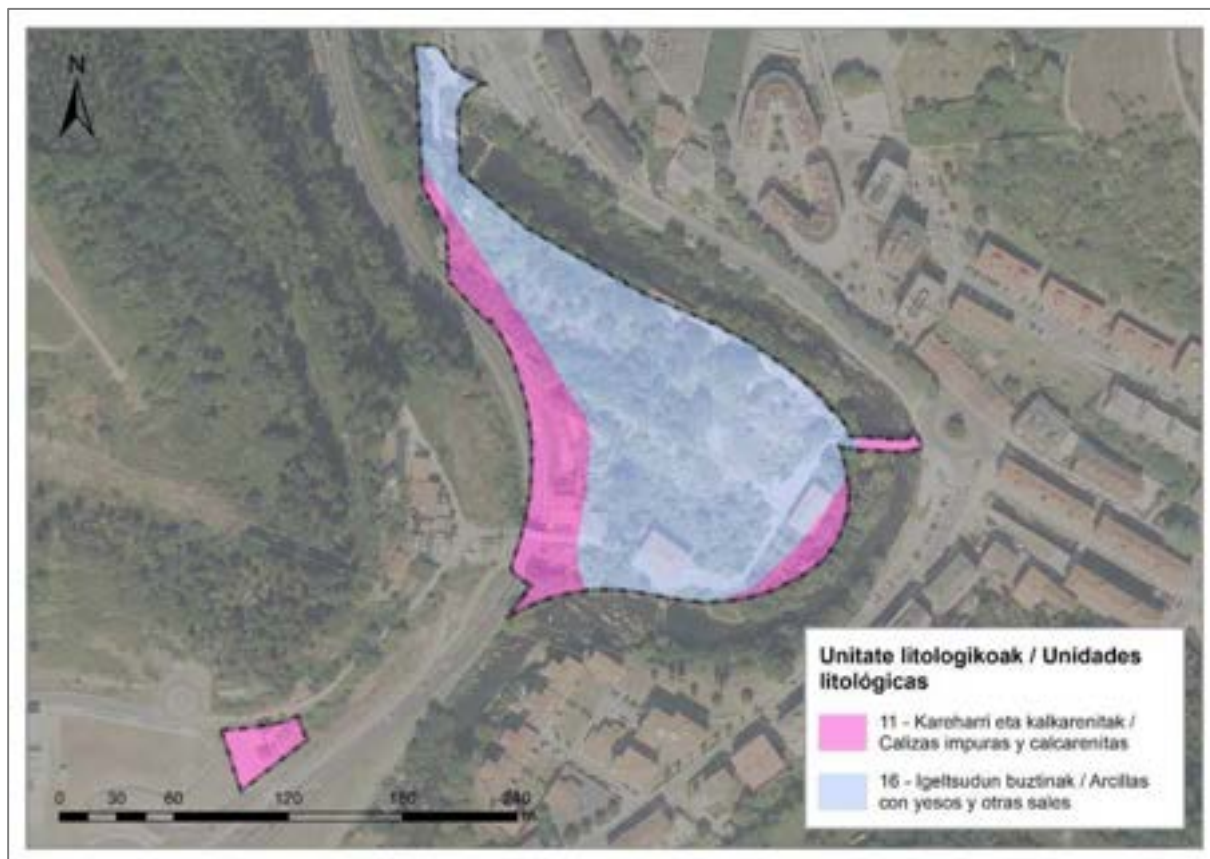 N
Unitate litologikoak / Unidades
litológicas
11 - Kareharri eta kalkarenitak /
Calizas impuras y calcarenitas
16 - Igeltsudun buztinak / Arcillas
con yesos y otras sales
0 30 60 120 180 240
m